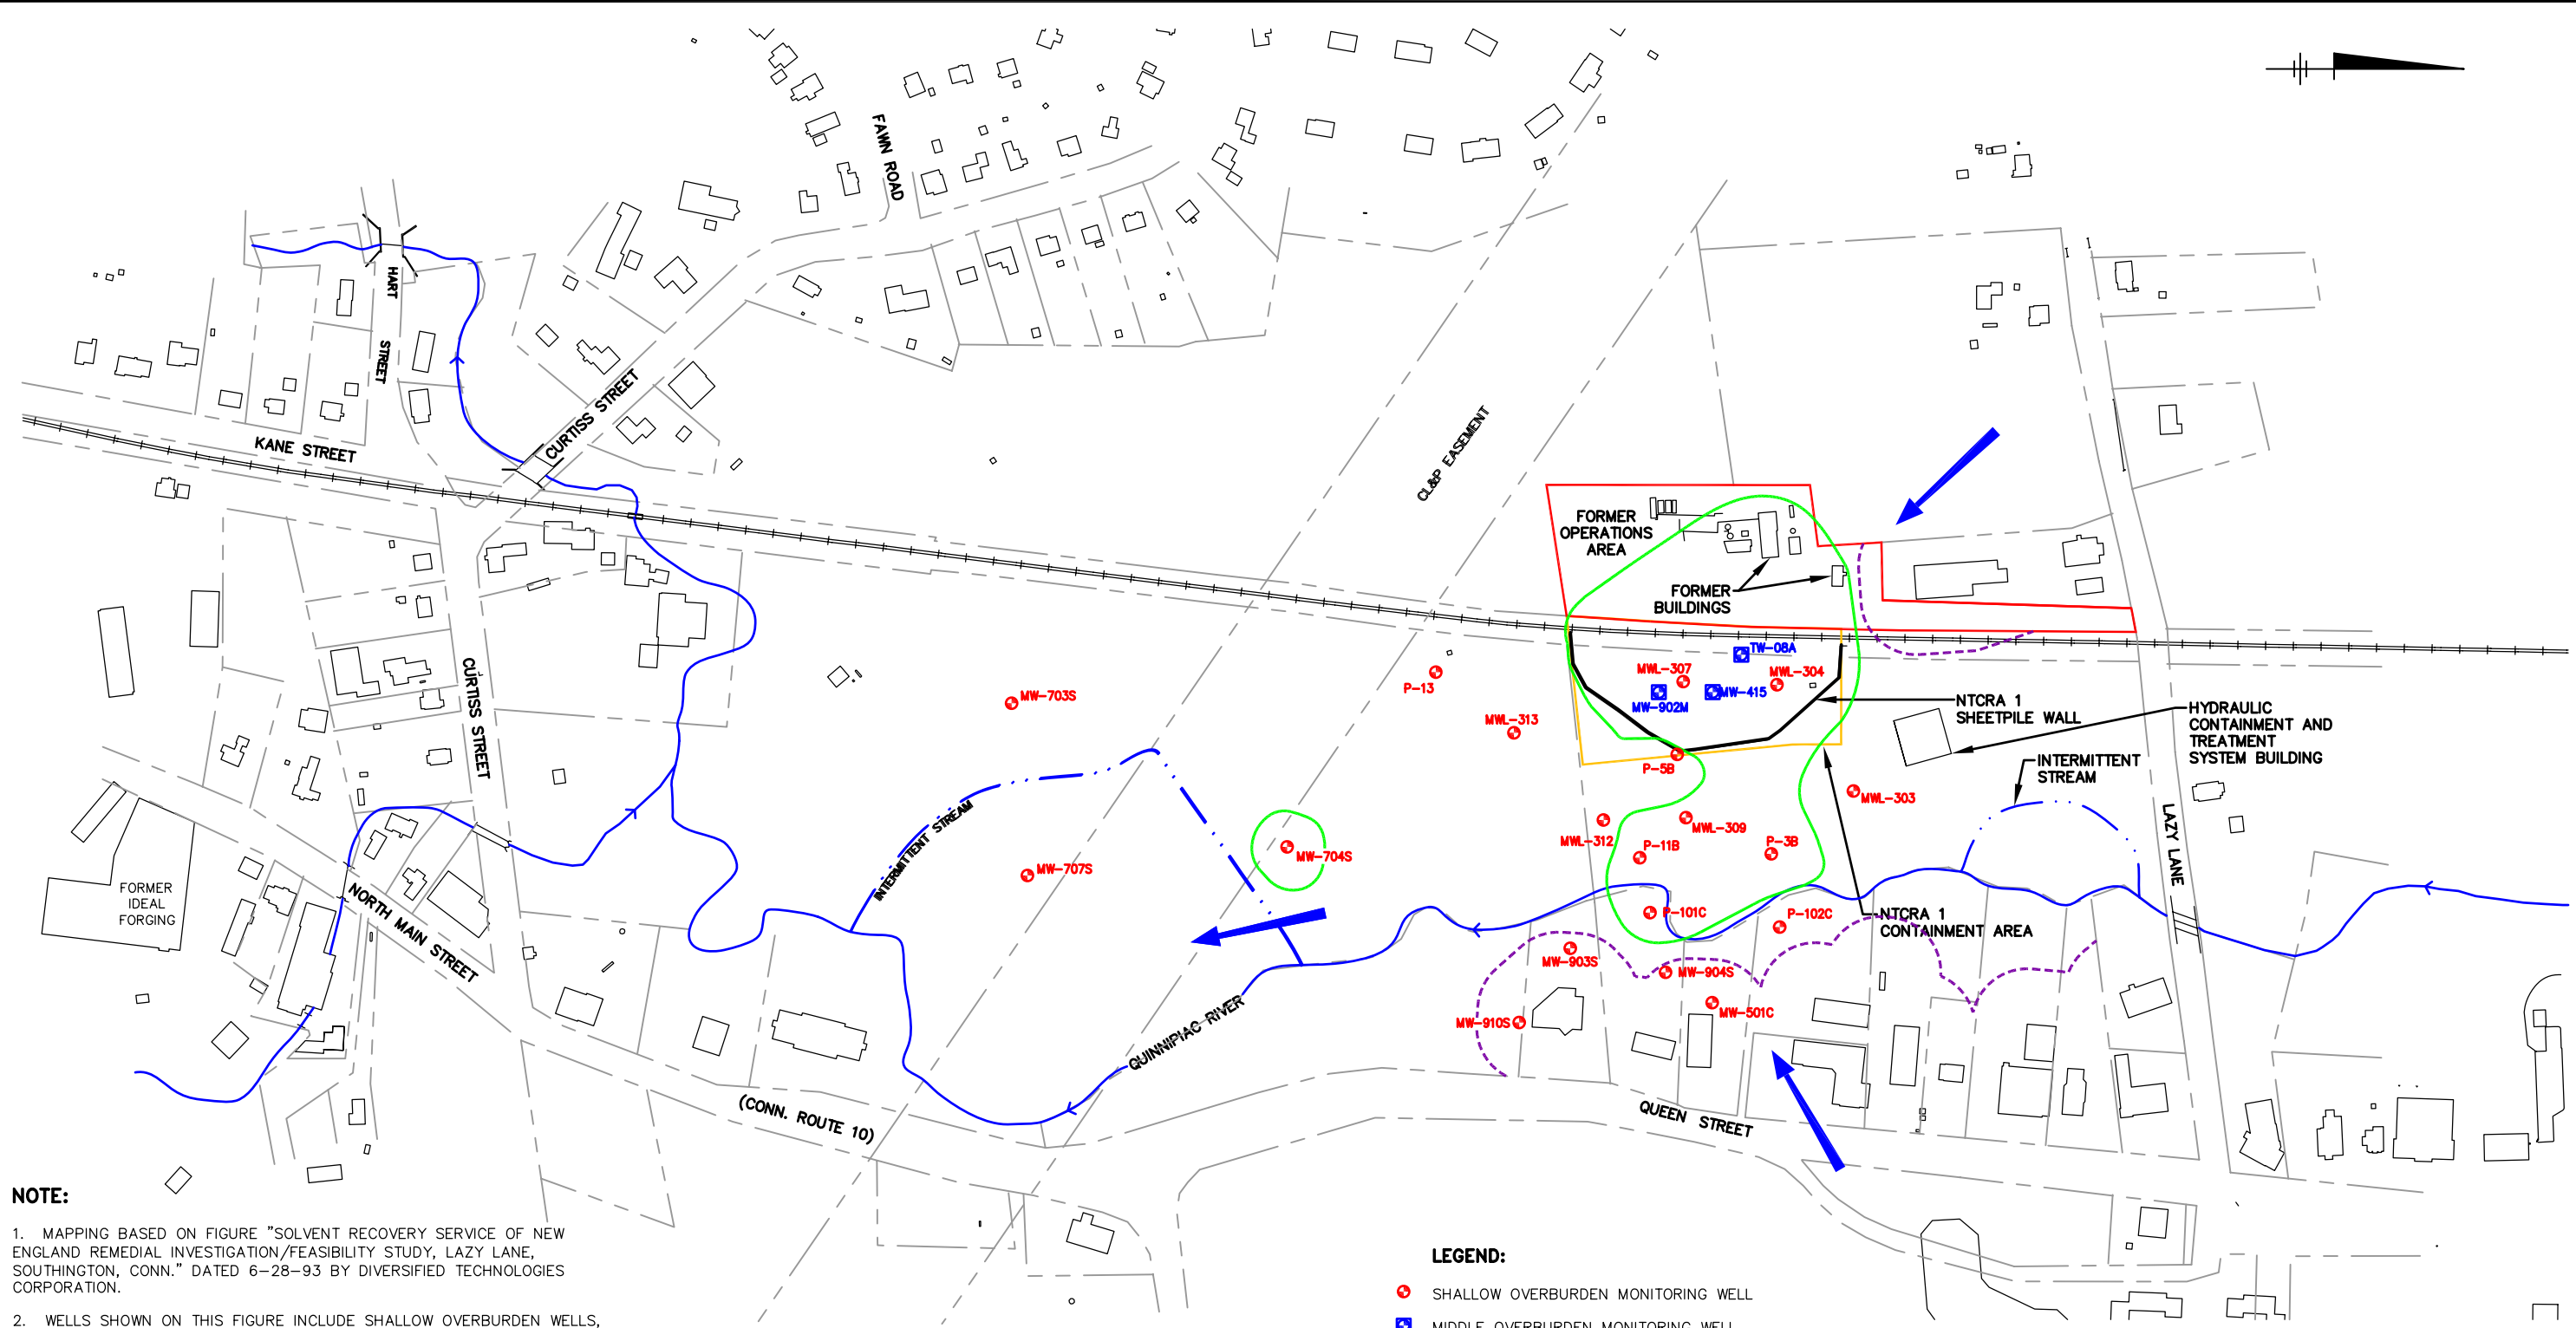 FAWN ROAD
HART
STREET
KANE STREET
CURTISS STREET
CL&P EASEMENT
FORMER
OPERATIONS
AREA
FORMER
BUILDINGS
TW-08A
MWL-307
MWL-304
MW-902M
MW-415
P-13
MWL-313
MW-703S
NTCRA 1
SHEETPILE WALL
HYDRAULIC
CONTAINMENT AND
TREATMENT
SYSTEM BUILDING
INTERMITTENT
STREAM
P-5B
MWL-303
CURTISS STREET
LAZY LANE
MWL-312
MWL-309
P-11B
P-3B
MW-704S
MW-707S
INTERMITTENT STREAM
FORMER
IDEAL
FORGING
NORTH MAIN STREET
P-101C
P-102C
NTCRA 1
CONTAINMENT AREA
MW-903S
MW-904S
MW-501C
MW-910S
QUINNIPIAC RIVER
(CONN. ROUTE 10)
QUEEN STREET
NOTE:
1. MAPPING BASED ON FIGURE "SOLVENT RECOVERY SERVICE OF NEW
ENGLAND REMEDIAL INVESTIGATION/FEASIBILITY STUDY, LAZY LANE,
SOUTHINGTON, CONN." DATED 6-28-93 BY DIVERSIFIED TECHNOLOGIES
CORPORATION.
2. WELLS SHOWN ON THIS FIGURE INCLUDE SHALLOW OVERBURDEN WELLS,
LEGEND:
SHALLOW OVERBURDEN MONITORING WELL
MIDDLE OVERBURDEN MONITORING WELL